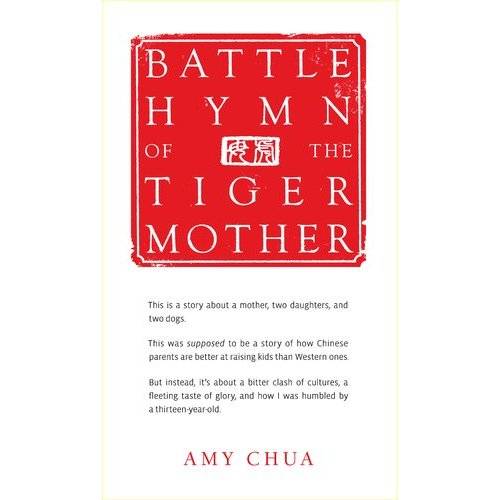 BATTLE
HYMN
OF THE
TIGER
MOTHER
This is a story about a mother, two daughters, and
two dogs.
This was supposed to be a story of how Chinese
parents are better at raising kids than Western ones.
But instead, it's about a bitter clash of cultures, a
fleeting taste of glory, and how I was humbled by
a thirteen-year-old.
AMY CHUA